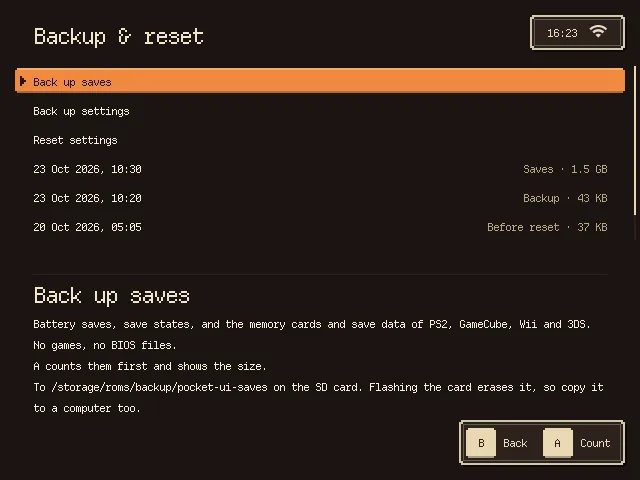 Backup & reset
16:23
Back up saves
Back up settings
Reset settings
23 Oct 2026, 10:30 Saves · 1.5 GB
23 Oct 2026, 10:20 Backup · 43 KB
20 Oct 2026, 05:05 Before reset · 37 KB
Back up saves
Battery saves, save states, and the memory cards and save data of PS2, GameCube, Wii and 3DS.
No games, no BIOS files.
A counts them first and shows the size.
To /storage/roms/backup/pocket-ui-saves on the SD card. Flashing the card erases it, so copy it
to a computer too.
B Back A Count